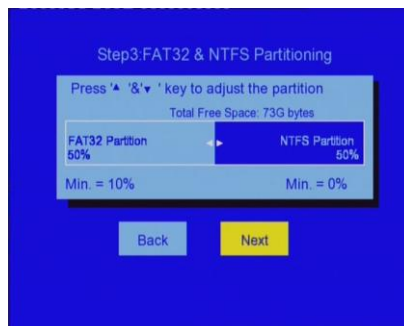 Step3:FAT32 & NTFS Partitioning
Press '▲ '&'▼ ' key to adjust the partition
Total Free Space: 73G bytes
FAT32 Partition NTFS Partition
50% 50%
Min. = 10% Min. = 0%
Back Next